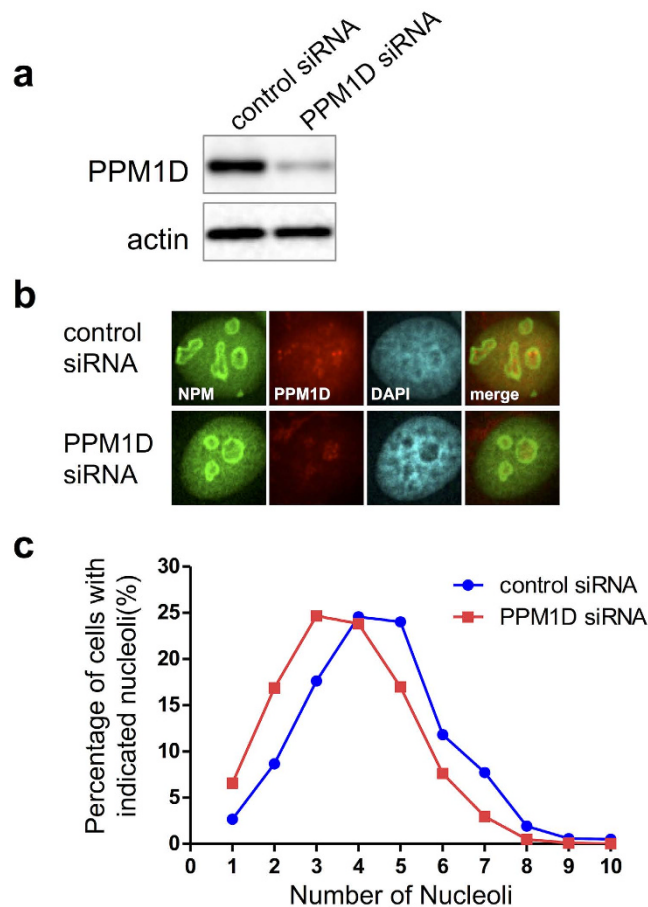 a
control siRNA
PPM1D siRNA
PPM1D
actin
b
control
siRNA
NPM
PPM1D
DAPI
merge
PPM1D
siRNA
c
Percentage of cells with
indicated nucleoli(%)
30
25
20
15
10
5
0
0 1 2 3 4 5 6 7 8 9 10
Number of Nucleoli
control siRNA
PPM1D siRNA